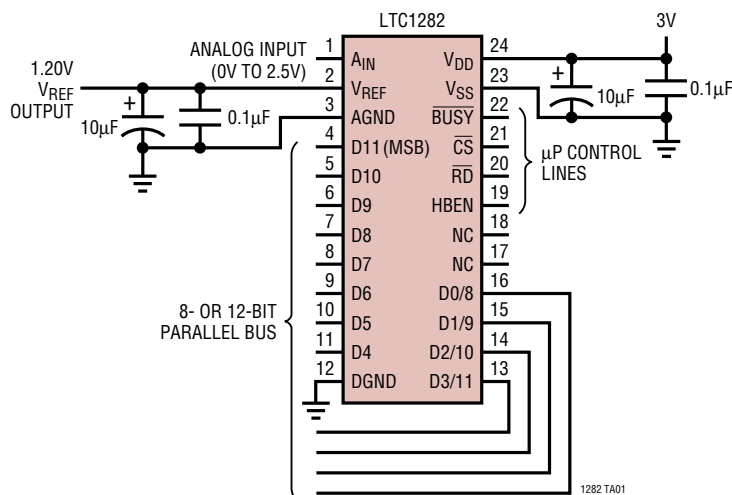 LTC1282
3V
ANALOG INPUT
(0V TO 2.5V)
1.20V
VREF
OUTPUT
10µF
+
0.1µF
1 AIN
2 VREF
3 AGND
4 D11 (MSB)
5 D10
6 D9
7 D8
8 D7
9 D6
10 D5
11 D4
12 DGND
VDD 24
VSS 23
BUSY 22
CS 21
RD 20
HBEN 19
NC 18
NC 17
D0/8 16
D1/9 15
D2/10 14
D3/11 13
+
10µF
0.1µF
µP CONTROL
LINES
8- OR 12-BIT
PARALLEL BUS
1282 TA01